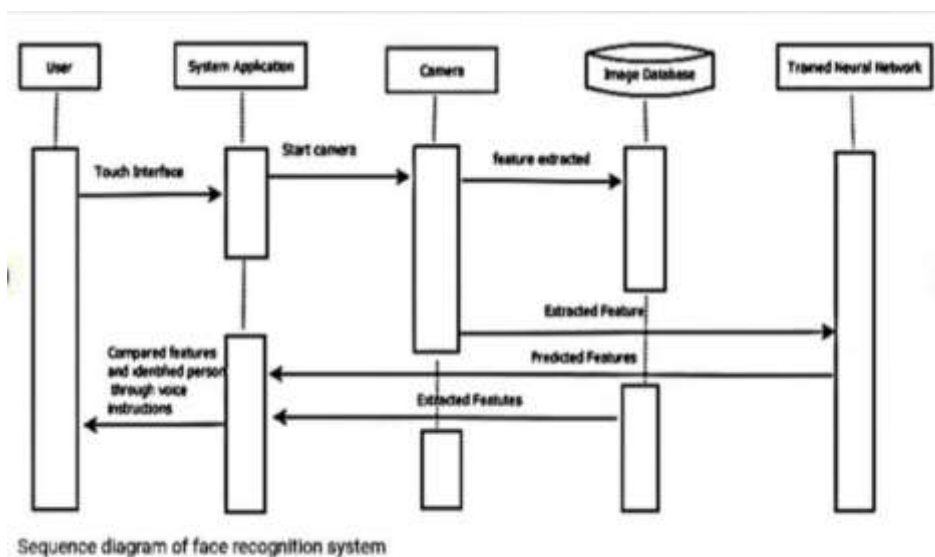 User
System Application
Camera
Image Database
Trained Neural Network
Start camera
feature extracted
Touch Interface
Extracted Feature
Compared features
and identified person
through voice
instructions
Predicted Features
Extracted Featutes
Sequence diagram of face recognition system